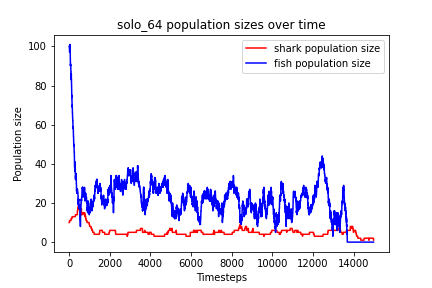 solo_64 population sizes over time
shark population size
fish population size
Population size
100
80
60
40
20
0
0
2000
4000
6000
8000
10000
12000
14000
Timesteps